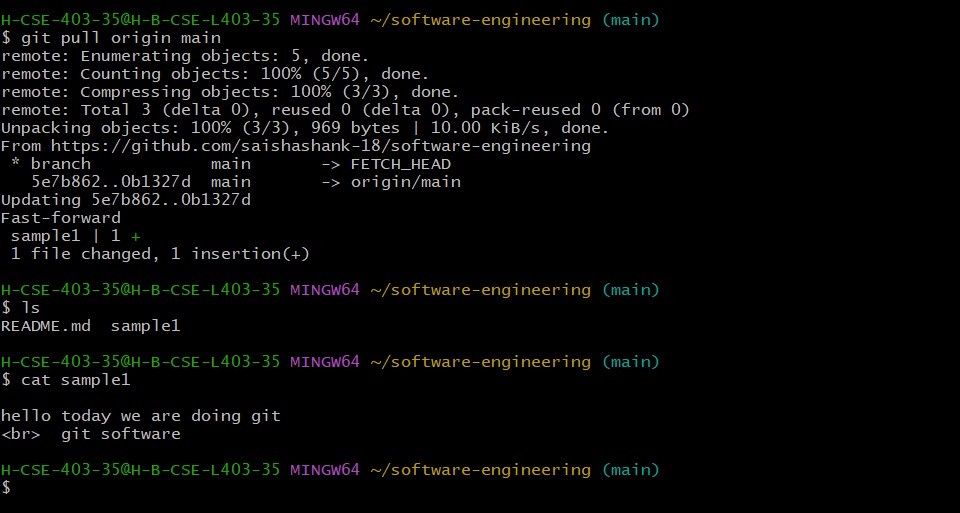 H-CSE-403-35@H-B-CSE-L403-35 MINGW64 ~/software-engineering (main)
$ git pull origin main
remote: Enumerating objects: 5, done.
remote: Counting objects: 100% (5/5), done.
remote: Compressing objects: 100% (3/3), done.
remote: Total 3 (delta 0), reused 0 (delta 0), pack-reused 0 (from 0)
Unpacking objects: 100% (3/3), 969 bytes | 10.00 KiB/s, done.
From https://github.com/saishashank-18/software-engineering
 * branch            main       -> FETCH_HEAD
   5e7b862..0b1327d  main       -> origin/main
Updating 5e7b862..0b1327d
Fast-forward
 sample1 | 1 +
 1 file changed, 1 insertion(+)
H-CSE-403-35@H-B-CSE-L403-35 MINGW64 ~/software-engineering (main)
$ ls
README.md  sample1
H-CSE-403-35@H-B-CSE-L403-35 MINGW64 ~/software-engineering (main)
$ cat sample1
hello today we are doing git
<br>  git software
H-CSE-403-35@H-B-CSE-L403-35 MINGW64 ~/software-engineering (main)
$